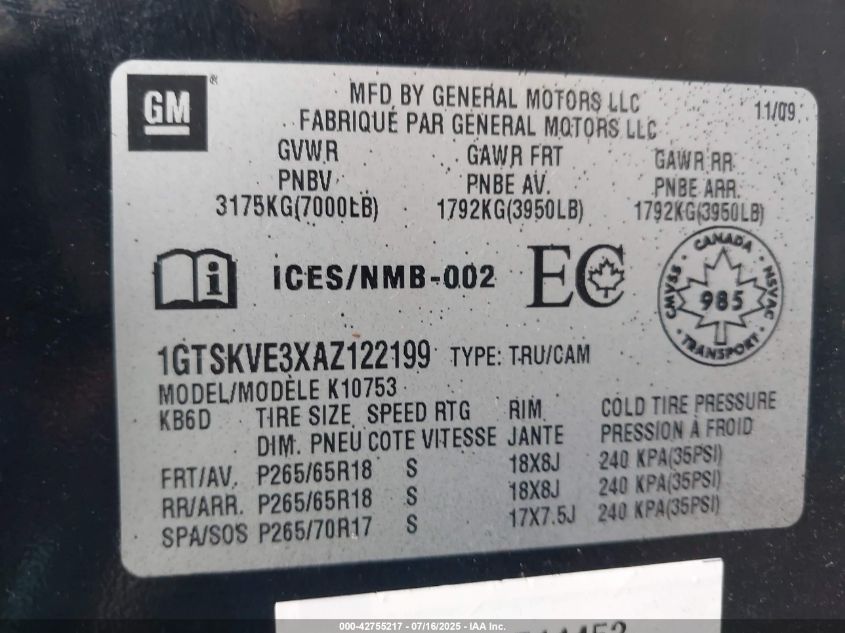 GM
®
MFD BY GENERAL MOTORS LLC
11/09
FABRIQUÉ PAR GENERAL MOTORS LLC
GVWR GAWR FRT GAWR RR
PNBV PNBE AV. PNBE ARR.
3175KG(7000LB) 1792KG(3950LB) 1792KG(3950LB)
i ICES/NMB-002 EC
CANADA
CMVSS 985 NSVAC
TRANSPORT
1GTSKVE3XAZ122199 TYPE: TRU/CAM
MODEL/MODÈLE K10753
KB6D TIRE SIZE SPEED RTG RIM COLD TIRE PRESSURE
DIM. PNEU COTE VITESSE JANTE PRESSION À FROID
FRT/AV. P265/65R18 S 18X8J 240 KPA(35PSI)
RR/ARR. P265/65R18 S 18X8J 240 KPA(35PSI)
SPA/SOS P265/70R17 S 17X7.5J 240 KPA(35PSI)
000-42755217 - 07/16/2025 - IAA Inc.